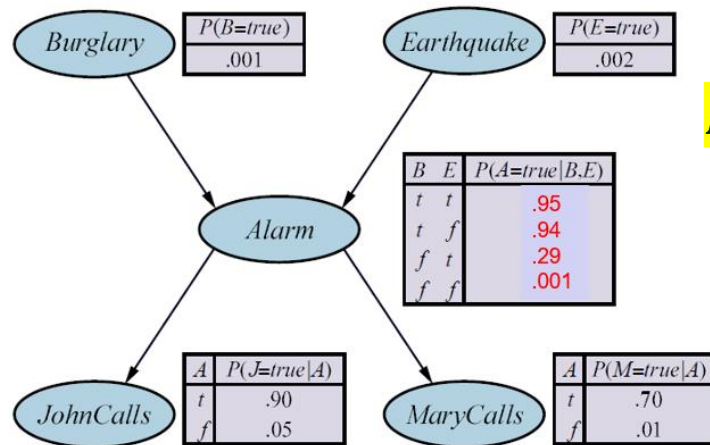 Burglary
P(B=true)
.001
Earthquake
P(E=true)
.002
B E P(A=true|B,E)
t t .95
t f .94
f t .29
f f .001
Alarm
JohnCalls
A P(J=true|A)
t .90
f .05
MaryCalls
A P(M=true|A)
t .70
f .01